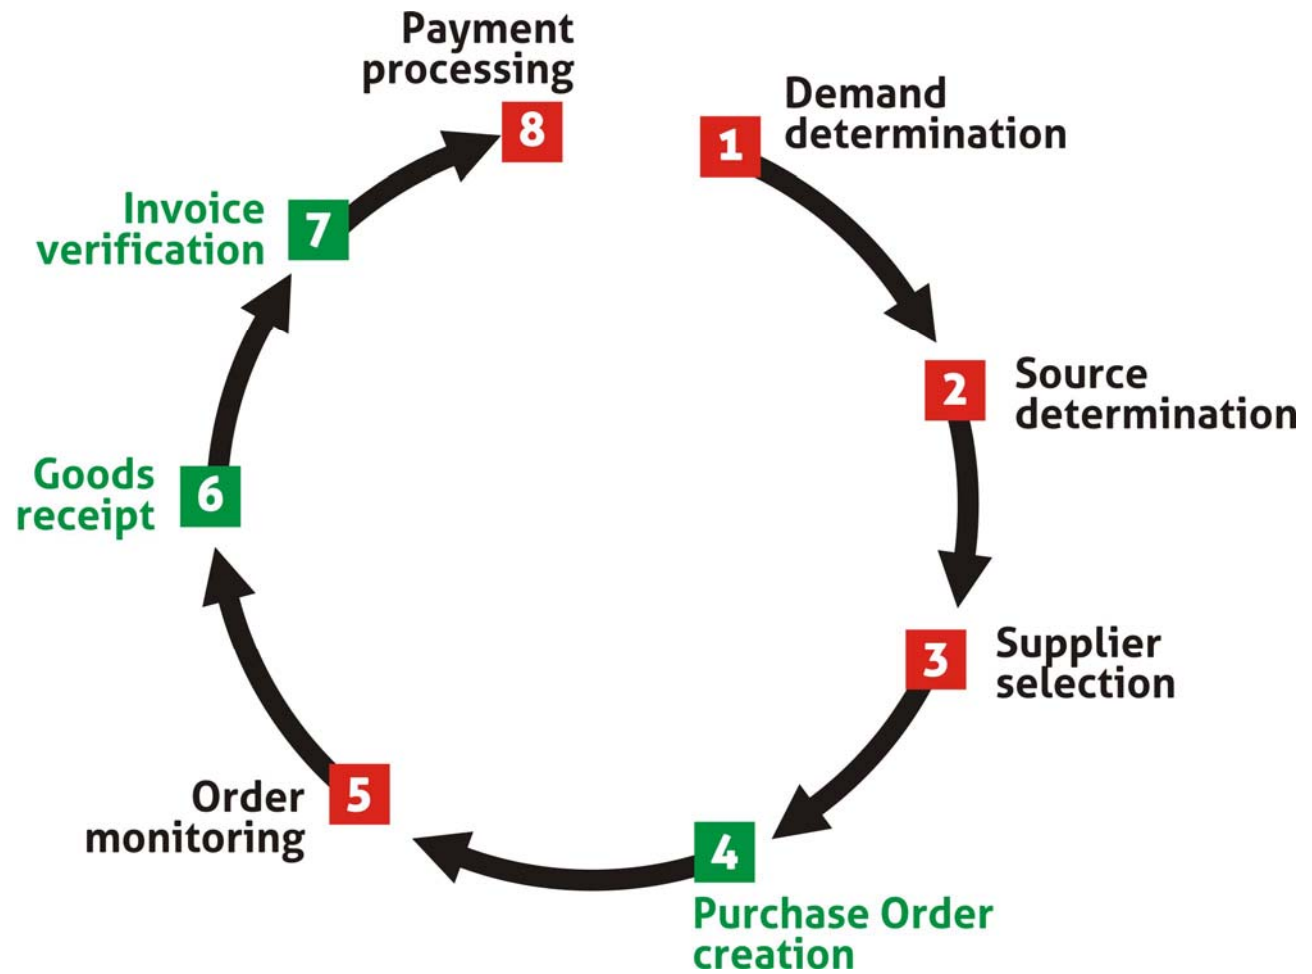 1
Demand
determination
2
Source
determination
3
Supplier
selection
4
Purchase Order
creation
5
Order
monitoring
6
Goods
receipt
7
Invoice
verification
8
Payment
processing